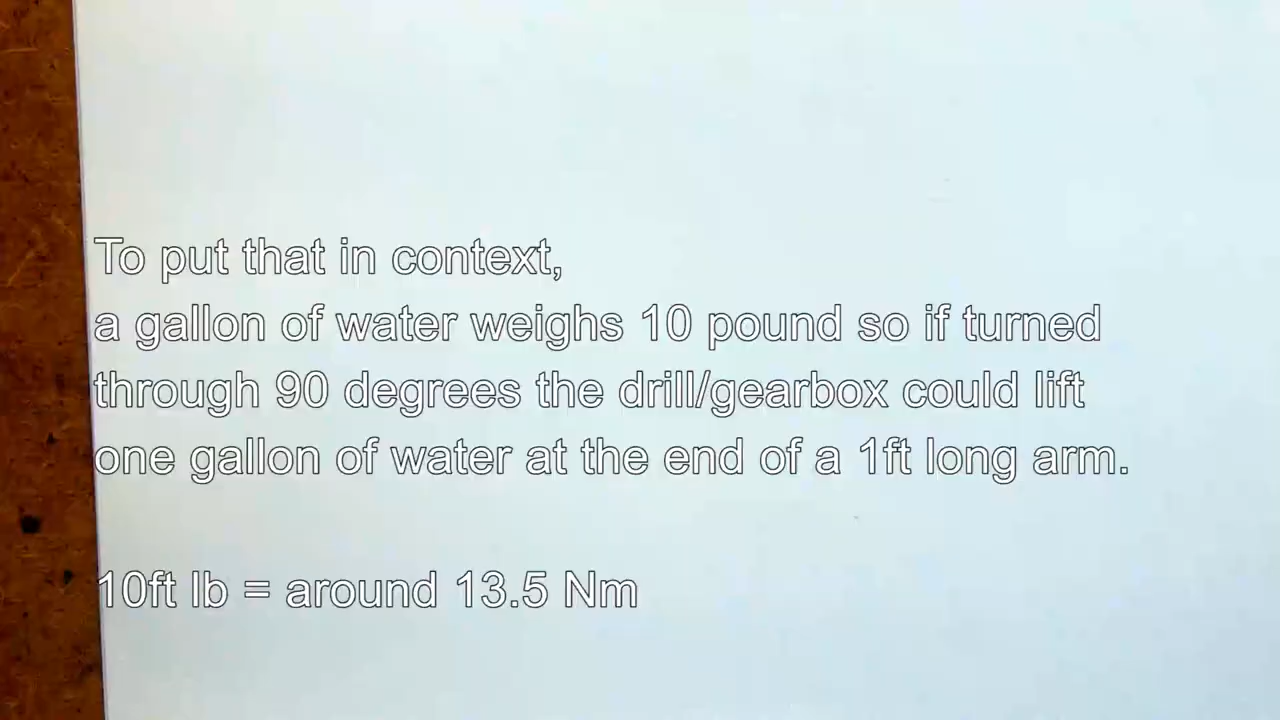 To put that in context,
a gallon of water weighs 10 pound so if turned
through 90 degrees the drill/gearbox could lift
one gallon of water at the end of a 1ft long arm.
10ft lb = around 13.5 Nm